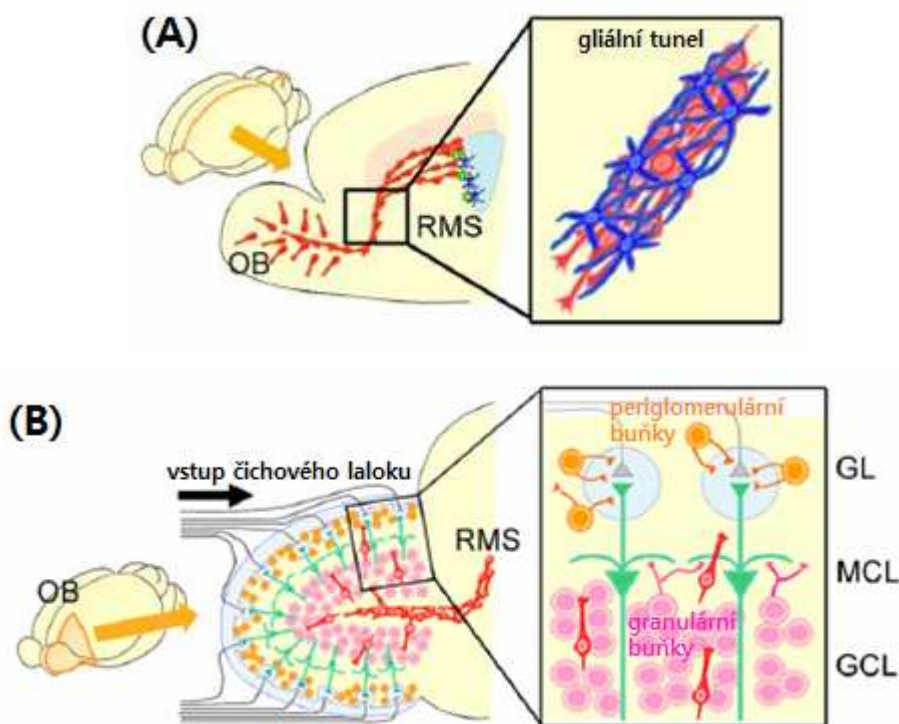 (A)
gliální tunel
RMS
OB
(B)
vstup čichového laloku
OB
RMS
periglomerulární
buňky
GL
MCL
granulární
buňky
GCL